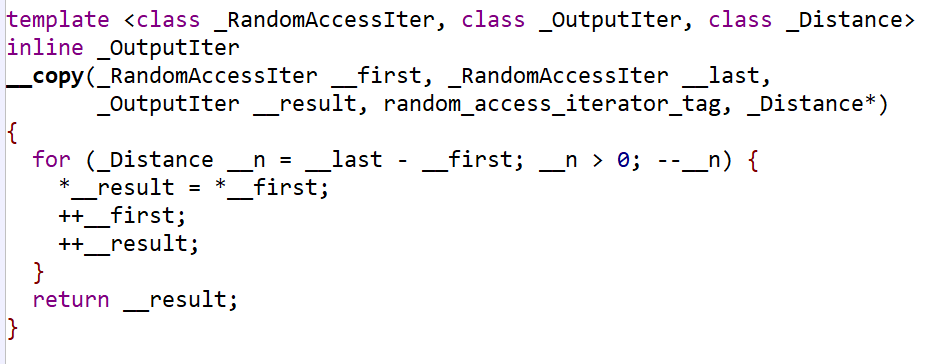 template <class _RandomAccessIter, class _OutputIter, class _Distance>
inline _OutputIter
__copy(_RandomAccessIter __first, _RandomAccessIter __last,
       _OutputIter __result, random_access_iterator_tag, _Distance*)
{
  for (_Distance __n = __last - __first; __n > 0; --__n) {
    *__result = *__first;
    ++__first;
    ++__result;
  }
  return __result;
}